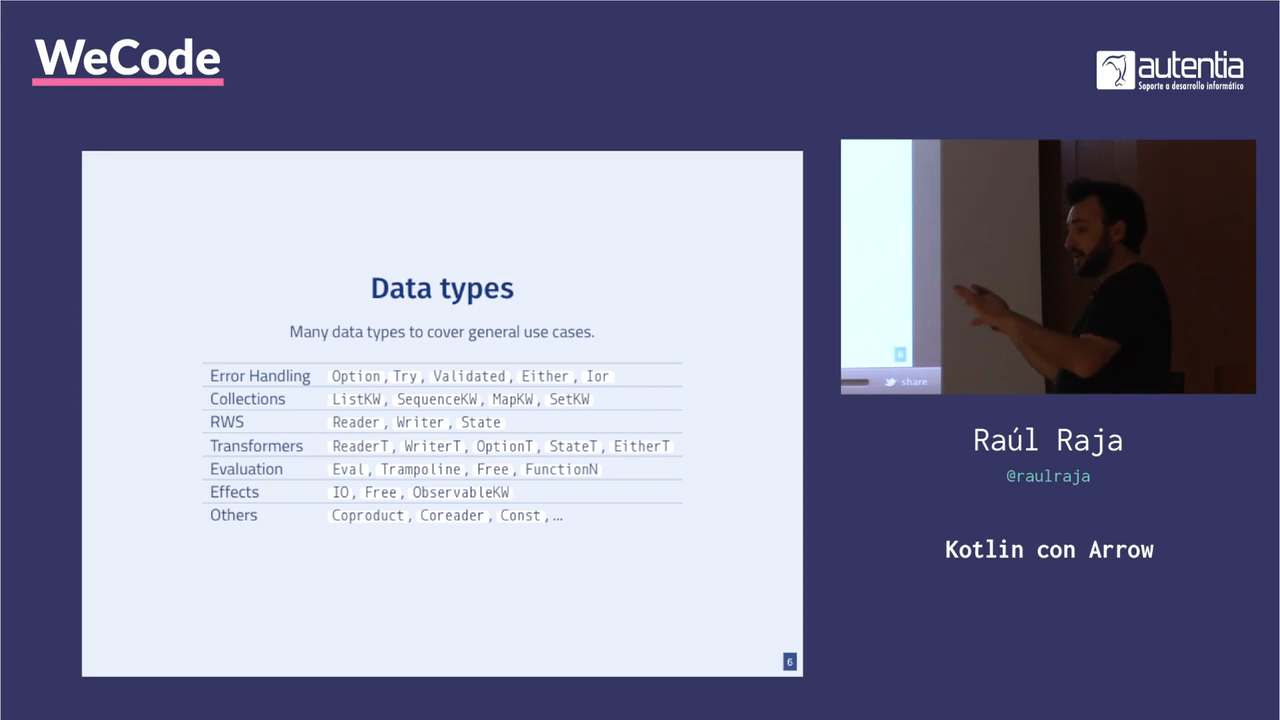 WeCode
autentia
Soporte a desarrollo informático
Data types
Many data types to cover general use cases.
Error Handling Option, Try, Validated, Either, Ior
Collections ListKW, SequenceKW, MapKW, SetKW
RWS Reader, Writer, State
Transformers ReaderT, WriterT, OptionT, StateT, EitherT
Evaluation Eval, Trampoline, Free, FunctionN
Effects IO, Free, ObservableKW
Others Coproduct, Coreader, Const, ...
6
6
share
Raúl Raja
@raulraja
Kotlin con Arrow